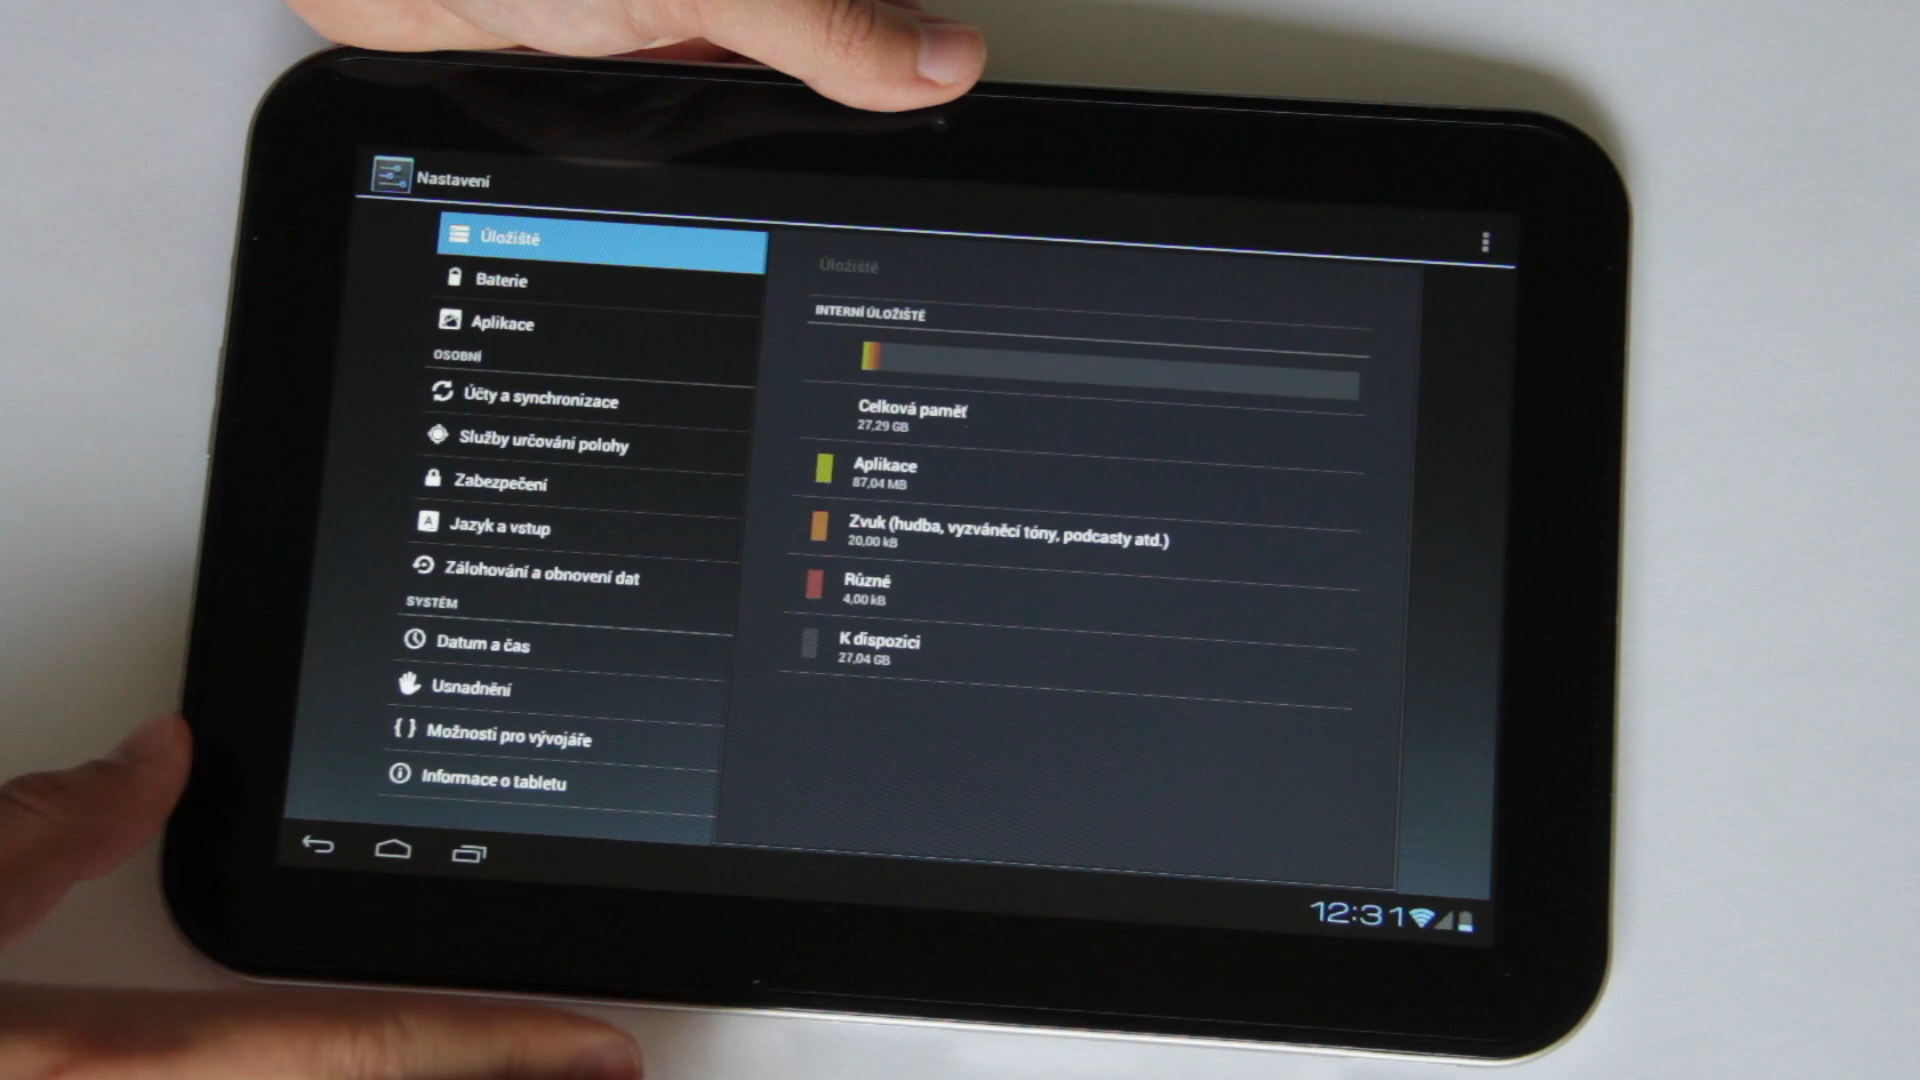 Nastavení
Úložiště
Baterie
Aplikace
OSOBNÍ
Účty a synchronizace
Služby určování polohy
Zabezpečení
Jazyk a vstup
Zálohování a obnovení dat
SYSTÉM
Datum a čas
Usnadnění
{ } Možnosti pro vývojáře
Informace o tabletu
Úložiště
INTERNÍ ÚLOŽIŠTĚ
Celková paměť
27,29 GB
Aplikace
87,04 MB
Zvuk (hudba, vyzváněcí tóny, podcasty atd.)
20,00 kB
Různé
4,00 kB
K dispozici
27,04 GB
12:31